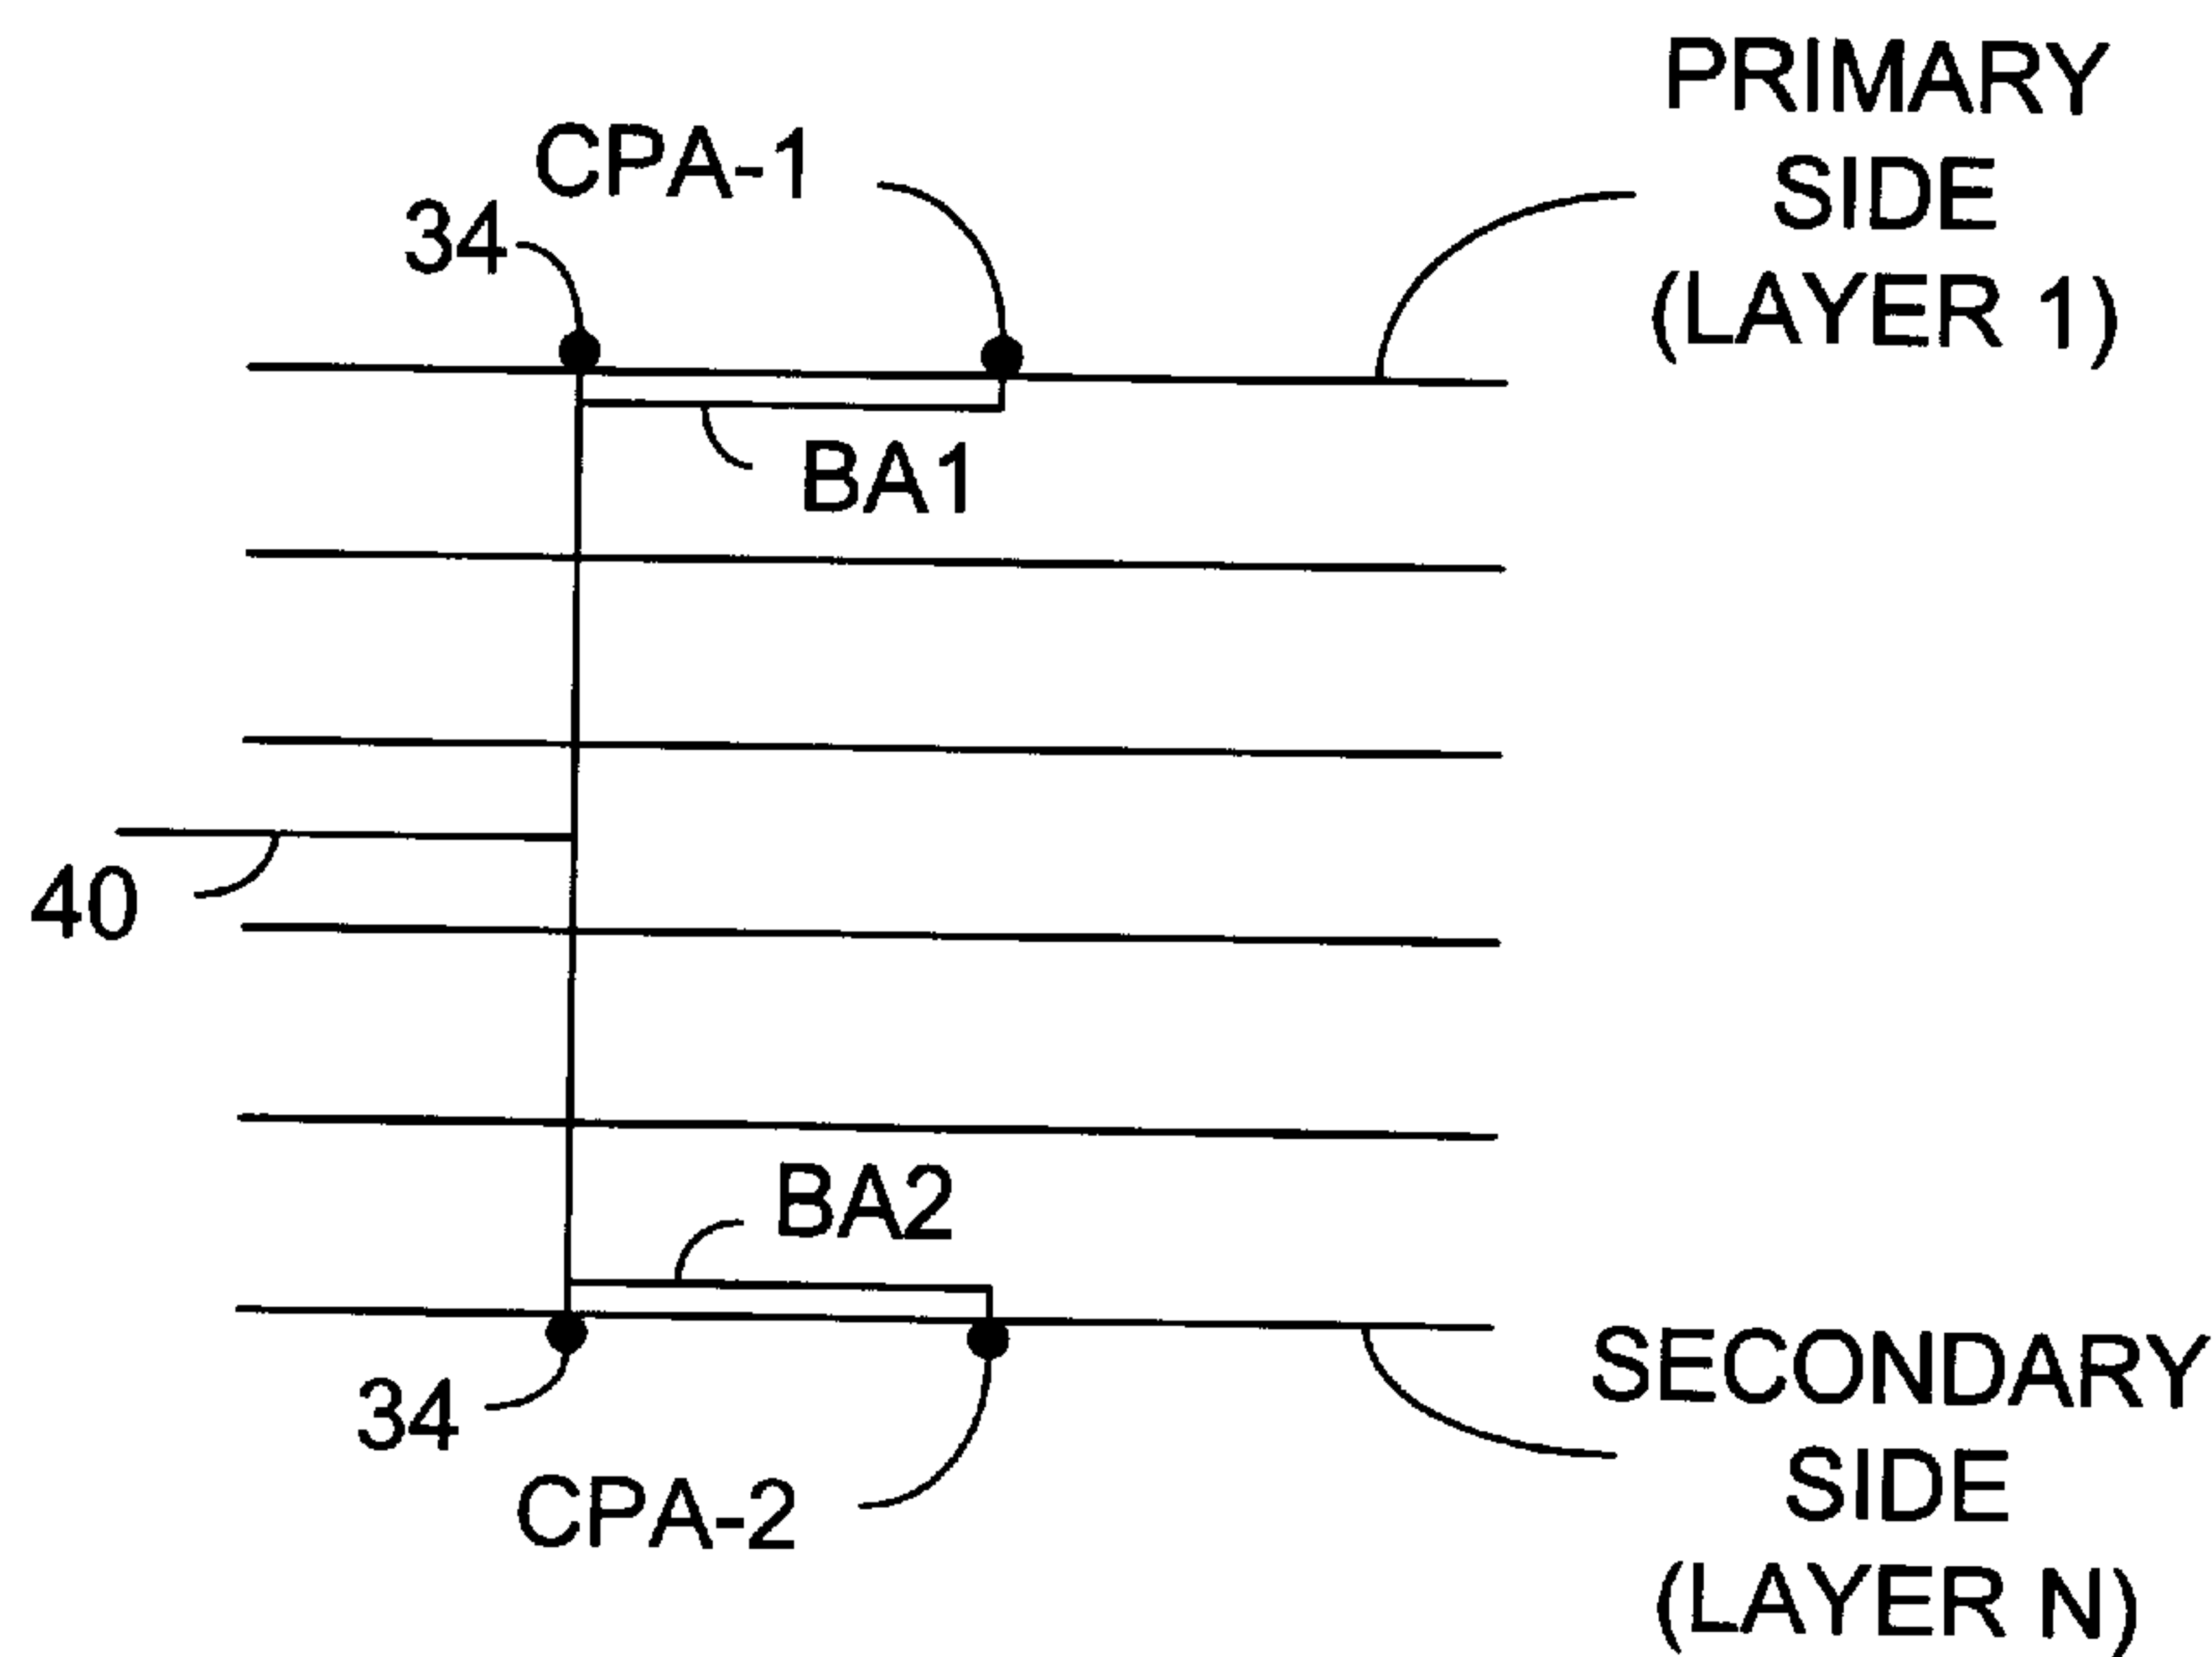 PRIMARY
SIDE
(LAYER 1)
CPA-1
34
BA1
40
BA2
34
CPA-2
SECONDARY
SIDE
(LAYER N)